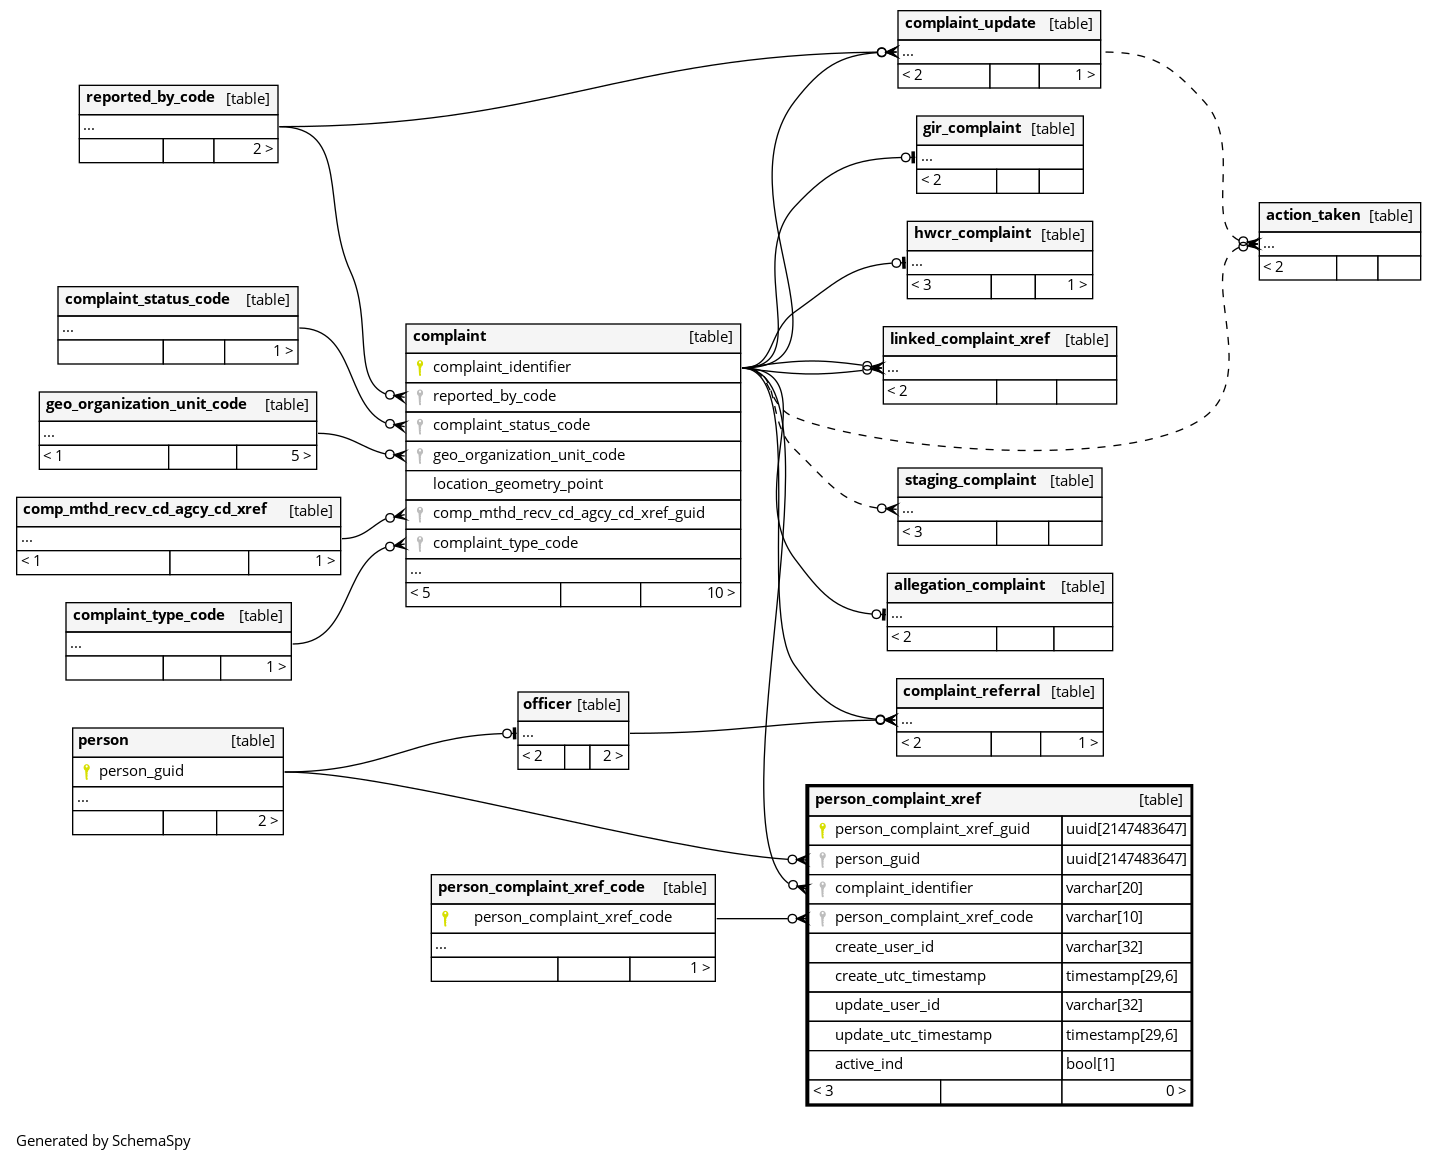 complaint_update [table]
...
< 2 1 >
reported_by_code [table]
...
2 >
gir_complaint [table]
...
< 2
action_taken [table]
...
< 2
hwcr_complaint [table]
...
< 3 1 >
complaint_status_code [table]
...
1 >
complaint [table]
complaint_identifier
reported_by_code
complaint_status_code
geo_organization_unit_code
location_geometry_point
comp_mthd_recv_cd_agcy_cd_xref_guid
complaint_type_code
...
< 5 10 >
linked_complaint_xref [table]
...
< 2
geo_organization_unit_code [table]
...
< 1 5 >
staging_complaint [table]
...
< 3
comp_mthd_recv_cd_agcy_cd_xref [table]
...
< 1 1 >
allegation_complaint [table]
...
< 2
complaint_type_code [table]
...
1 >
complaint_referral [table]
...
< 2 1 >
officer [table]
...
< 2 2 >
person [table]
person_guid
...
2 >
person_complaint_xref [table]
person_complaint_xref_guid uuid[2147483647]
person_guid uuid[2147483647]
complaint_identifier varchar[20]
person_complaint_xref_code varchar[10]
create_user_id varchar[32]
create_utc_timestamp timestamp[29,6]
update_user_id varchar[32]
update_utc_timestamp timestamp[29,6]
active_ind bool[1]
< 3 0 >
person_complaint_xref_code [table]
person_complaint_xref_code
...
1 >
Generated by SchemaSpy